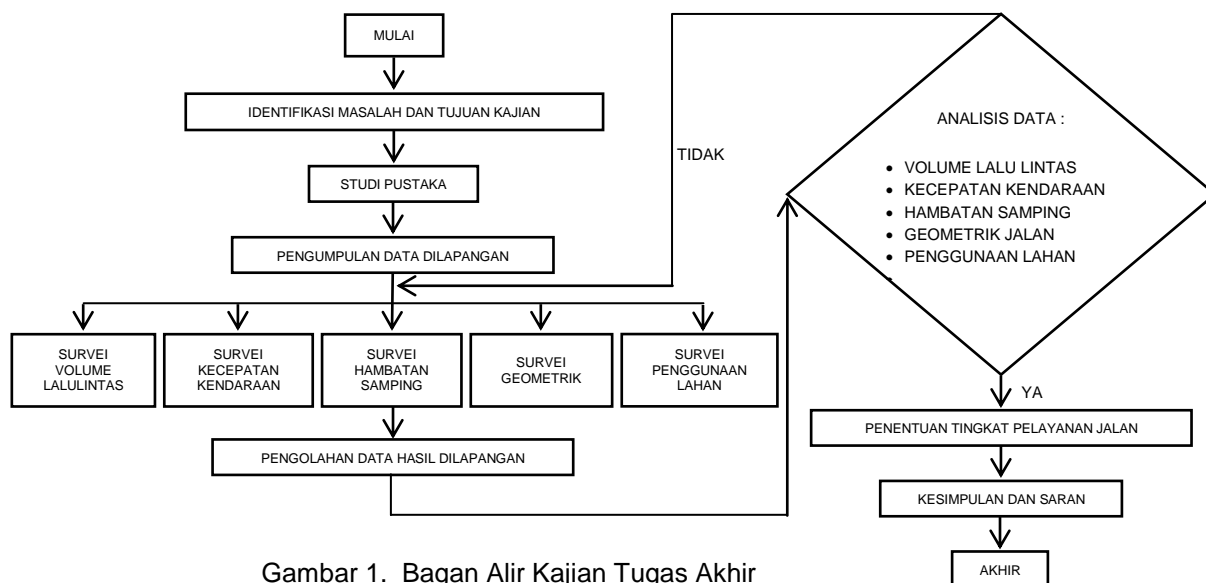 MULAI
IDENTIFIKASI MASALAH DAN TUJUAN KAJIAN
STUDI PUSTAKA
PENGUMPULAN DATA DILAPANGAN
SURVEI
VOLUME
LALULINTAS
SURVEI
KECEPATAN
KENDARAAN
SURVEI
HAMBATAN
SAMPING
SURVEI
GEOMETRIK
SURVEI
PENGGUNAAN
LAHAN
PENGOLAHAN DATA HASIL DILAPANGAN
TIDAK
ANALISIS DATA :
• VOLUME LALU LINTAS
• KECEPATAN KENDARAAN
• HAMBATAN SAMPING
• GEOMETRIK JALAN
• PENGGUNAAN LAHAN
•
YA
PENENTUAN TINGKAT PELAYANAN JALAN
KESIMPULAN DAN SARAN
AKHIR
Gambar 1. Bagan Alir Kajian Tugas Akhir